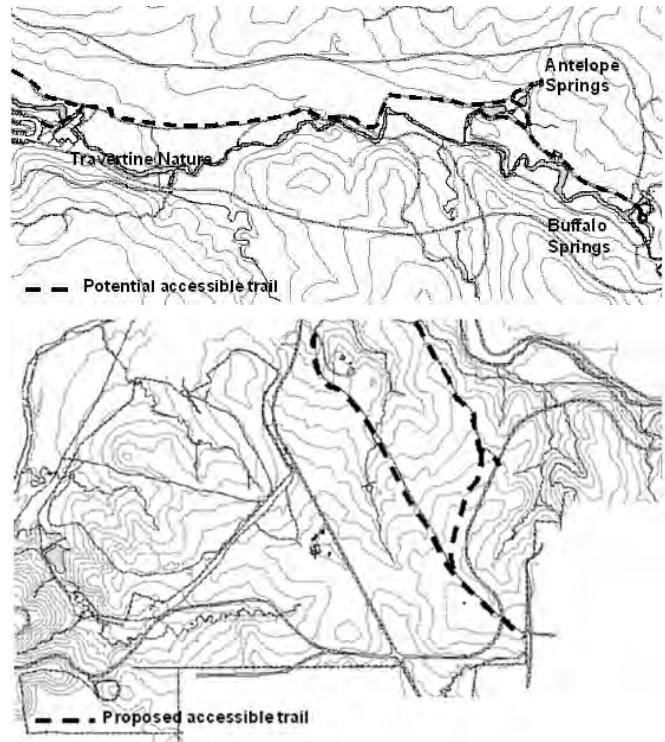 Antelope
Springs
Travertine Nature
Buffalo
Springs
Potential accessible trail
Proposed accessible trail